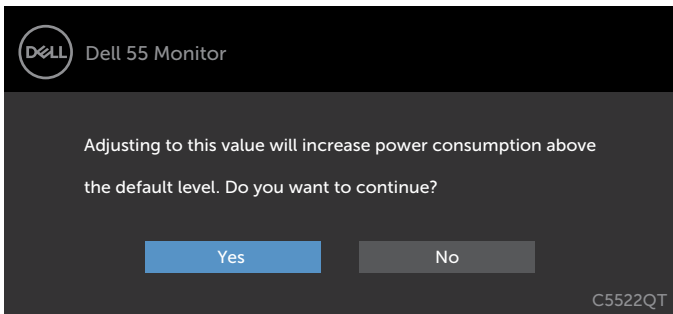 DELL Dell 55 Monitor
Adjusting to this value will increase power consumption above
the default level. Do you want to continue?
Yes No
C5522QT